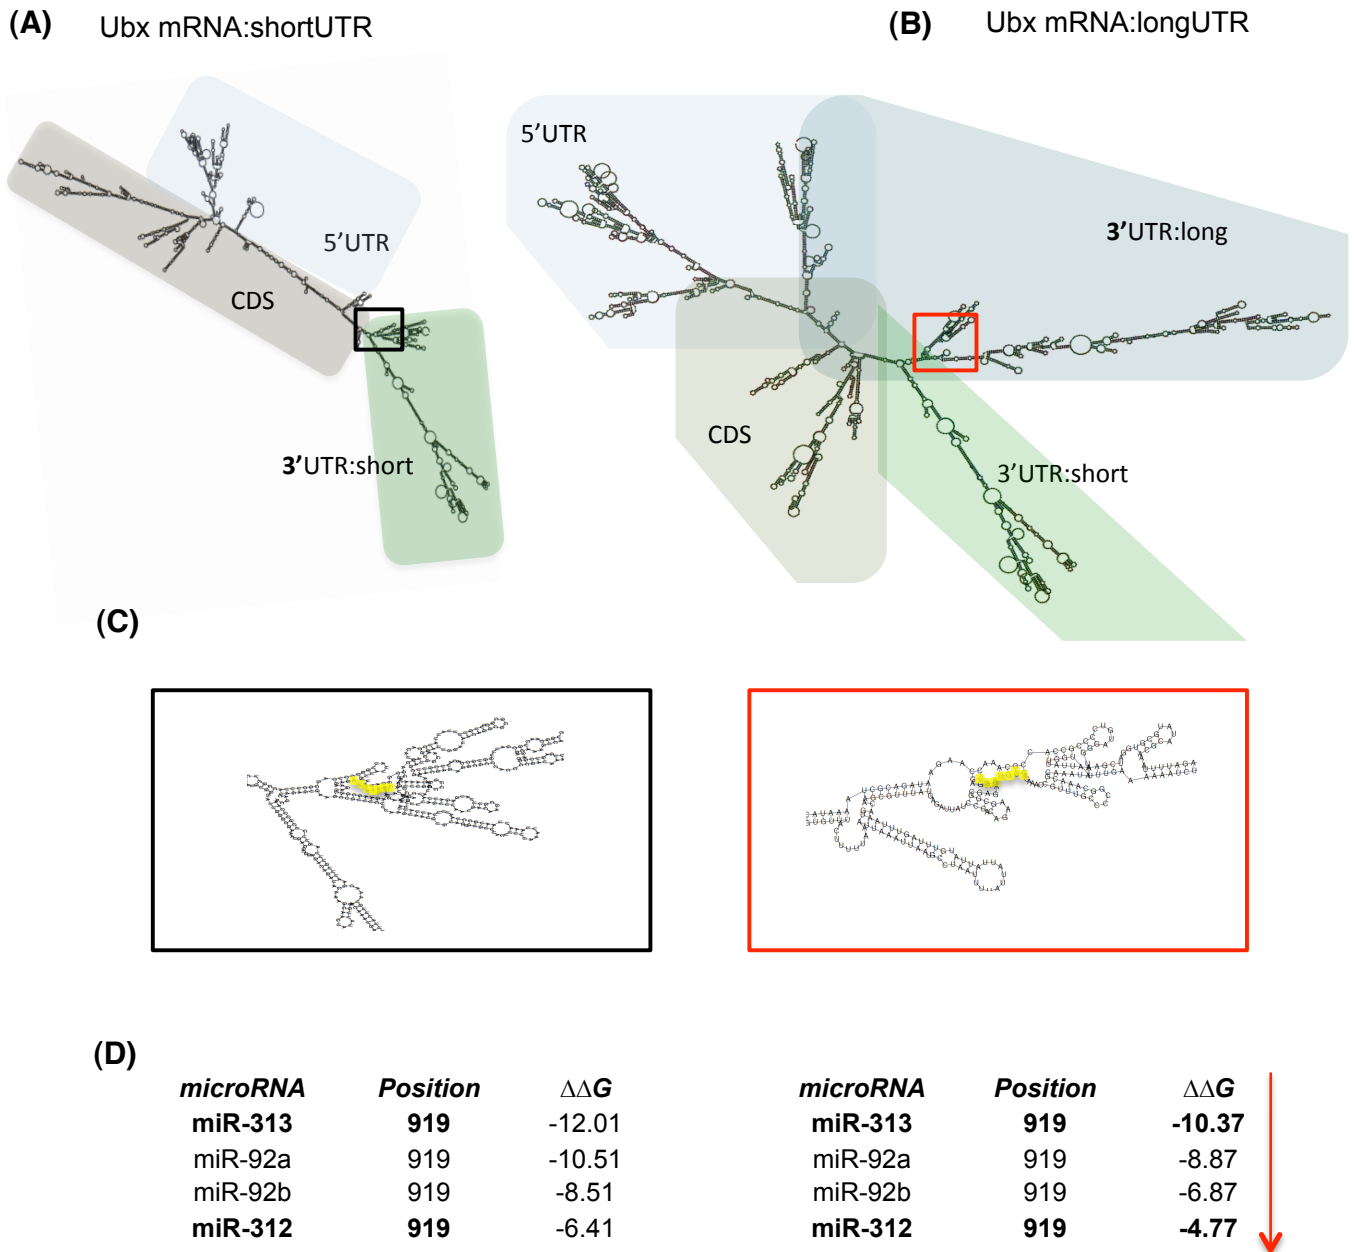 (A) Ubx mRNA:shortUTR
(B) Ubx mRNA:longUTR
5'UTR
CDS
3'UTR:short
5'UTR
3'UTR:long
CDS
3'UTR:short
(C)
(D)
microRNA Position ΔΔG
miR-313 919 -12.01
miR-92a 919 -10.51
miR-92b 919 -8.51
miR-312 919 -6.41
microRNA Position ΔΔG
miR-313 919 -10.37
miR-92a 919 -8.87
miR-92b 919 -6.87
miR-312 919 -4.77